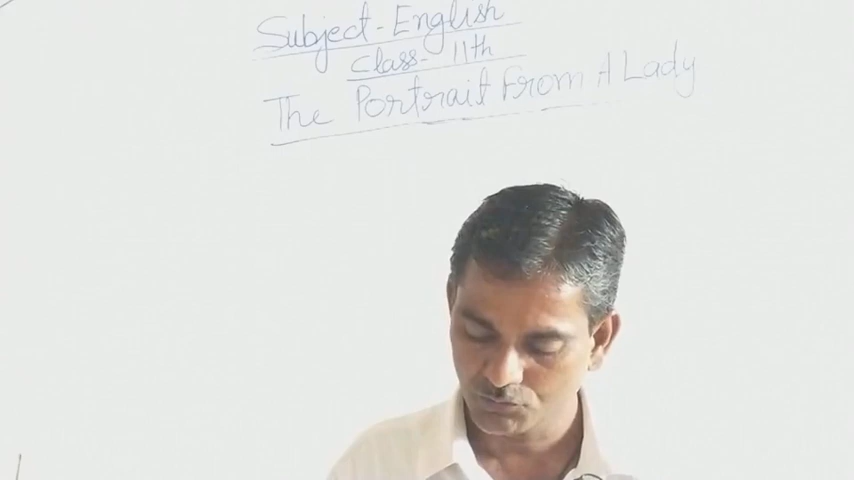 Subject-English
Class- 11th
The Portrait From A Lady